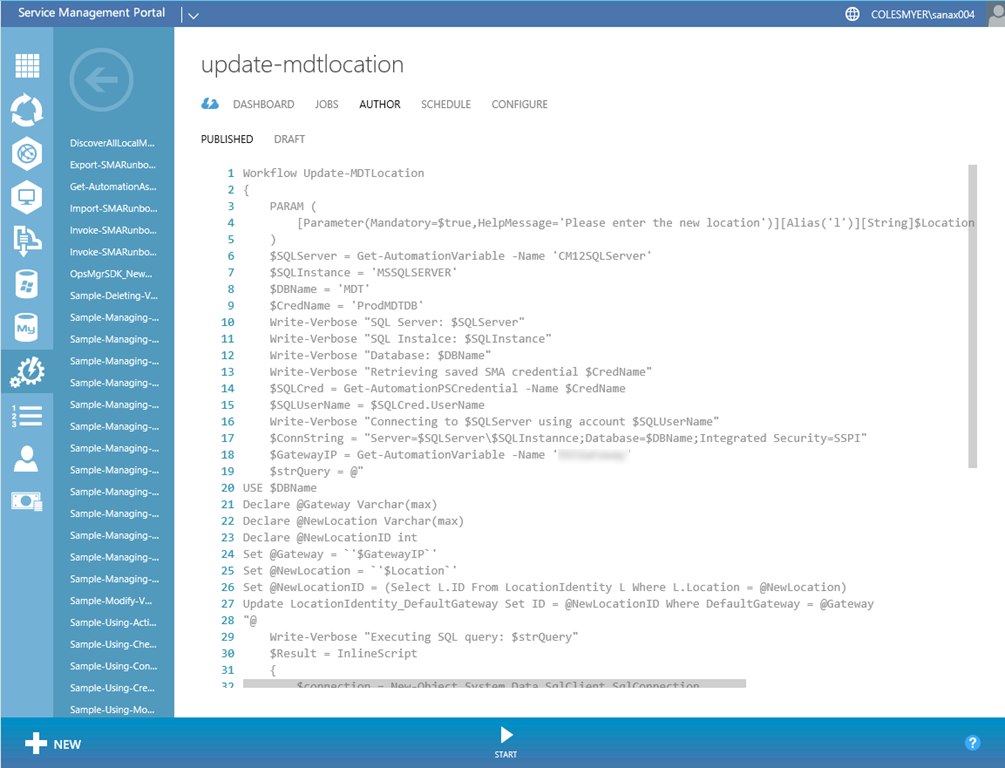 Service Management Portal
COLESMYER\sanax004
DiscoverAllLocalM...
Export-SMARunbo...
Get-AutomationAs...
Import-SMARunbo...
Invoke-SMARunbo...
Invoke-SMARunbo...
OpsMgrSDK_New...
Sample-Deleting-V...
Sample-Managing-...
Sample-Managing-...
Sample-Managing-...
Sample-Managing-...
Sample-Managing-...
Sample-Managing-...
Sample-Managing-...
Sample-Managing-...
Sample-Managing-...
Sample-Managing-...
Sample-Managing-...
Sample-Managing-...
Sample-Managing-...
Sample-Modify-V...
Sample-Using-Acti...
Sample-Using-Che...
Sample-Using-Con...
Sample-Using-Cre...
Sample-Using-Mo...
My
1
2
3
update-mdtlocation
DASHBOARD JOBS AUTHOR SCHEDULE CONFIGURE
PUBLISHED DRAFT
1 Workflow Update-MDTLocation
2 {
3 PARAM (
4 [Parameter(Mandatory=$true,HelpMessage='Please enter the new location')][Alias('l')][String]$Location
5 )
6 $SQLServer = Get-AutomationVariable -Name 'CM12SQLServer'
7 $SQLInstance = 'MSSQLSERVER'
8 $DBName = 'MDT'
9 $CredName = 'ProdMDTDB'
10 Write-Verbose "SQL Server: $SQLServer"
11 Write-Verbose "SQL Instalce: $SQLInstance"
12 Write-Verbose "Database: $DBName"
13 Write-Verbose "Retrieving saved SMA credential $CredName"
14 $SQLCred = Get-AutomationPSCredential -Name $CredName
15 $SQLUserName = $SQLCred.UserName
16 Write-Verbose "Connecting to $SQLServer using account $SQLUserName"
17 $ConnString = "Server=$SQLServer\$SQLInstannce;Database=$DBName;Integrated Security=SSPI"
18 $GatewayIP = Get-AutomationVariable -Name ' '
19 $strQuery = @"
20 USE $DBName
21 Declare @Gateway Varchar(max)
22 Declare @NewLocation Varchar(max)
23 Declare @NewLocationID int
24 Set @Gateway = `'$GatewayIP`'
25 Set @NewLocation = `'$Location`'
26 Set @NewLocationID = (Select L.ID From LocationIdentity L Where L.Location = @NewLocation)
27 Update LocationIdentity_DefaultGateway Set ID = @NewLocationID Where DefaultGateway = @Gateway
28 "@
29 Write-Verbose "Executing SQL query: $strQuery"
30 $Result = InlineScript
31 {
32 $connection = New-Object System.Data.SqlClient.SqlConnection
NEW
START
?